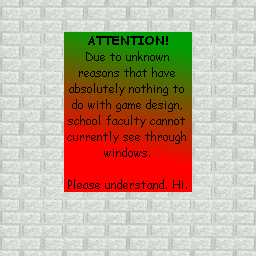 ATTENTION!
Due to unknown
reasons that have
absolutely nothing to
do with game design,
school faculty cannot
currently see through
windows.
Please understand. Hi.